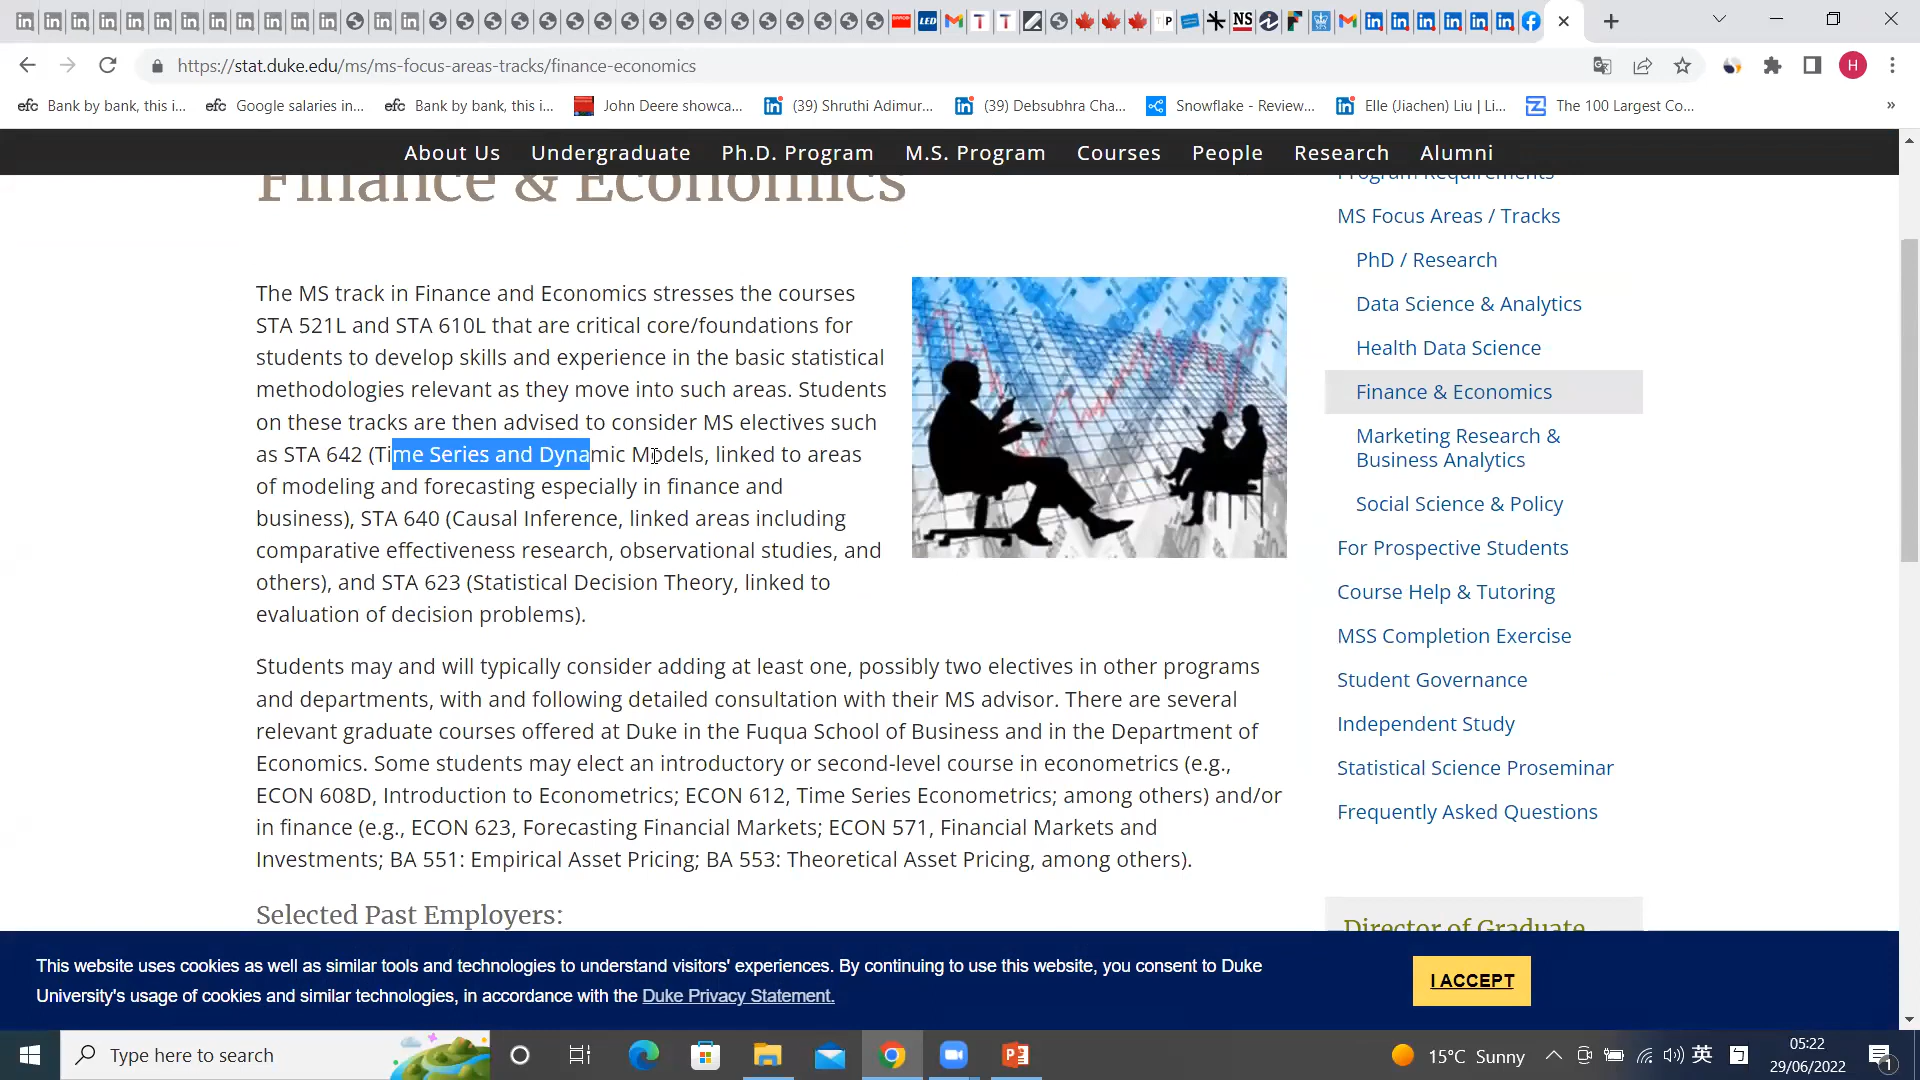 https://stat.duke.edu/ms/ms-focus-areas-tracks/finance-economics
H
efc Bank by bank, this i... efc Google salaries in... efc Bank by bank, this i... John Deere showca... (39) Shruthi Adimur... (39) Debsubhra Cha... Snowflake - Review... Elle (Jiachen) Liu | Li... The 100 Largest Co... »
About Us Undergraduate Ph.D. Program M.S. Program Courses People Research Alumni
Finance & Economics
The MS track in Finance and Economics stresses the courses
STA 521L and STA 610L that are critical core/foundations for
students to develop skills and experience in the basic statistical
methodologies relevant as they move into such areas. Students
on these tracks are then advised to consider MS electives such
as STA 642 (Time Series and Dynamic Models, linked to areas
of modeling and forecasting especially in finance and
business), STA 640 (Causal Inference, linked areas including
comparative effectiveness research, observational studies, and
others), and STA 623 (Statistical Decision Theory, linked to
evaluation of decision problems).
Students may and will typically consider adding at least one, possibly two electives in other programs
and departments, with and following detailed consultation with their MS advisor. There are several
relevant graduate courses offered at Duke in the Fuqua School of Business and in the Department of
Economics. Some students may elect an introductory or second-level course in econometrics (e.g.,
ECON 608D, Introduction to Econometrics; ECON 612, Time Series Econometrics; among others) and/or
in finance (e.g., ECON 623, Forecasting Financial Markets; ECON 571, Financial Markets and
Investments; BA 551: Empirical Asset Pricing; BA 553: Theoretical Asset Pricing, among others).
Selected Past Employers:
Program Requirements
MS Focus Areas / Tracks
PhD / Research
Data Science & Analytics
Health Data Science
Finance & Economics
Marketing Research &
Business Analytics
Social Science & Policy
For Prospective Students
Course Help & Tutoring
MSS Completion Exercise
Student Governance
Independent Study
Statistical Science Proseminar
Frequently Asked Questions
Director of Graduate
This website uses cookies as well as similar tools and technologies to understand visitors' experiences. By continuing to use this website, you consent to Duke
University's usage of cookies and similar technologies, in accordance with the Duke Privacy Statement.
I ACCEPT
Type here to search
15°C Sunny
英
05:22
29/06/2022
1